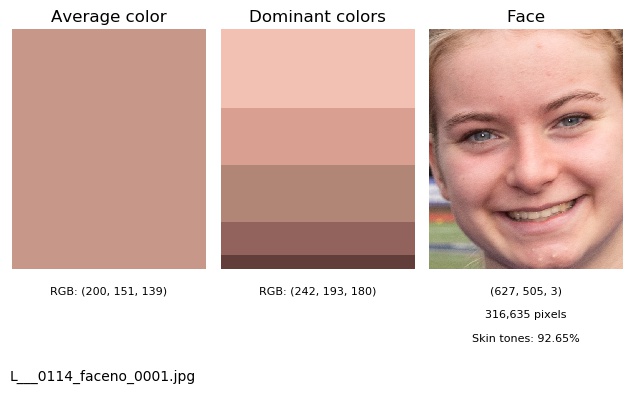 Average color
Dominant colors
Face
RGB: (200, 151, 139)
RGB: (242, 193, 180)
(627, 505, 3)
316,635 pixels
Skin tones: 92.65%
L___0114_faceno_0001.jpg